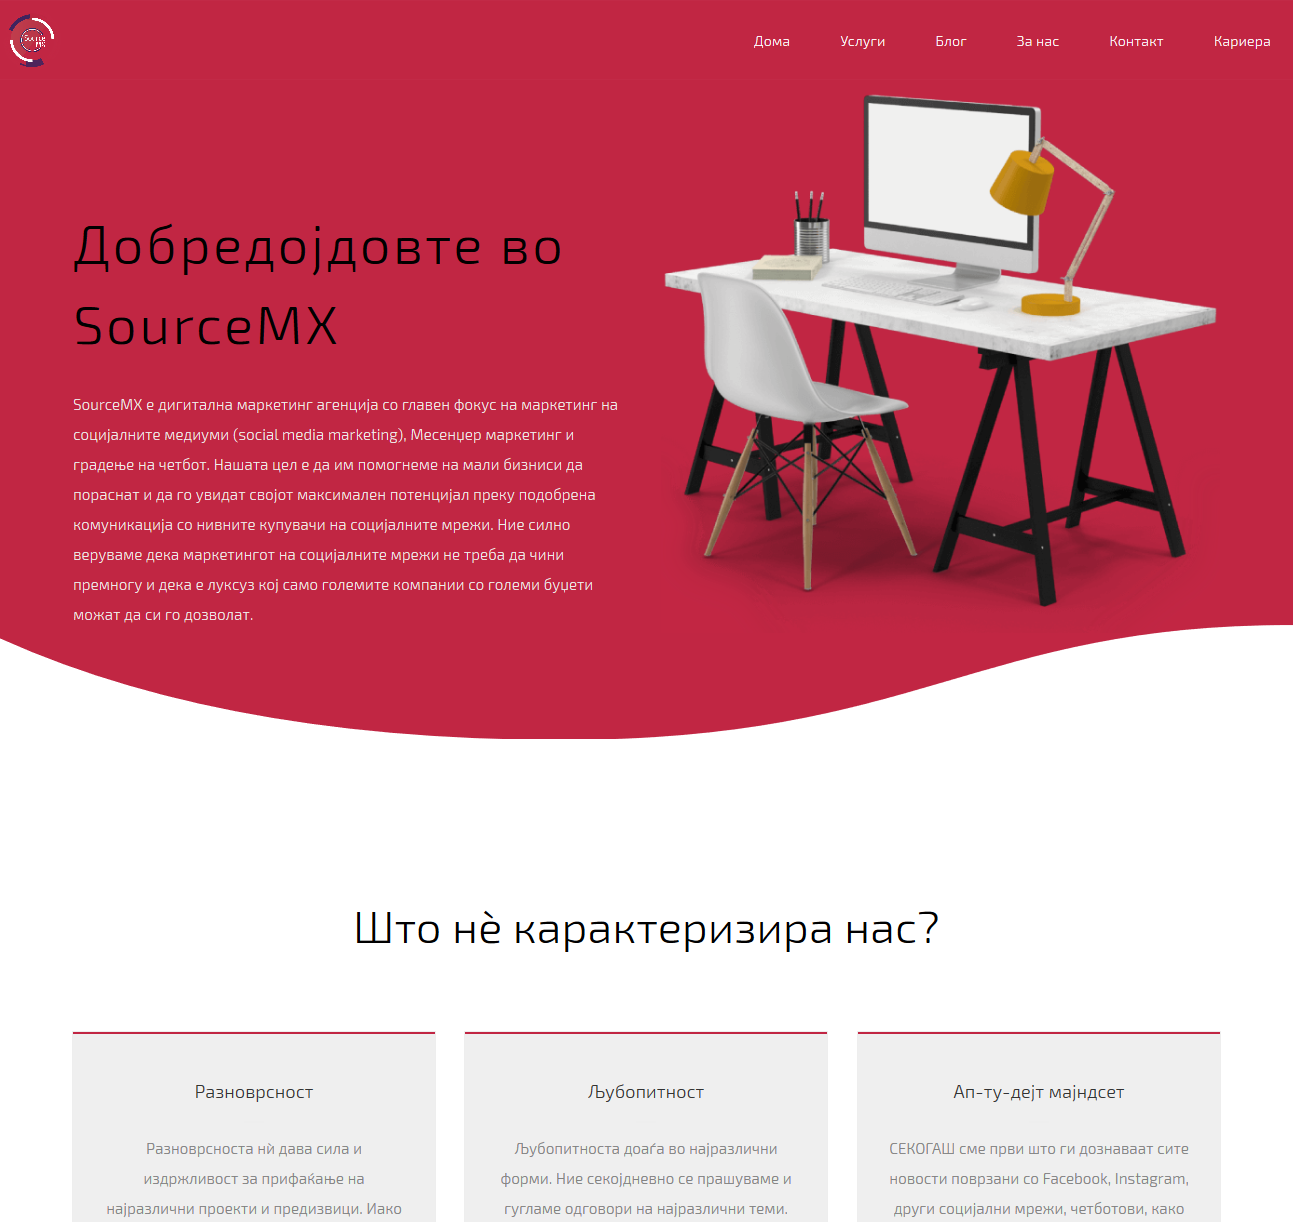 Дома
Услуги
Блог
За нас
Контакт
Кариера
Добредојдовте во
SourceMX
SourceMX е дигитална маркетинг агенција со главен фокус на маркетинг на
социјалните медиуми (social media marketing), Месенџер маркетинг и
градење на четбот. Нашата цел е да им помогнеме на мали бизниси да
пораснат и да го увидат својот максимален потенцијал преку подобрена
комуникација со нивните купувачи на социјалните мрежи. Ние силно
веруваме дека маркетингот на социјалните мрежи не треба да чини
премногу и дека е луксуз кој само големите компании со големи буџети
можат да си го дозволат.
Што нѐ карактеризира нас?
Разноврсност
Разноврсноста нѝ дава сила и
издржливост за прифаќање на
најразлични проекти и предизвици. Иако
Љубопитност
Љубопитноста доаѓа во најразлични
форми. Ние секојдневно се прашуваме и
гугламе одговори на најразлични теми.
Ап-ту-дејт мајндсет
СЕКОГАШ сме први што ги дознаваат сите
новости поврзани со Facebook, Instagram,
други социјални мрежи, четботови, како